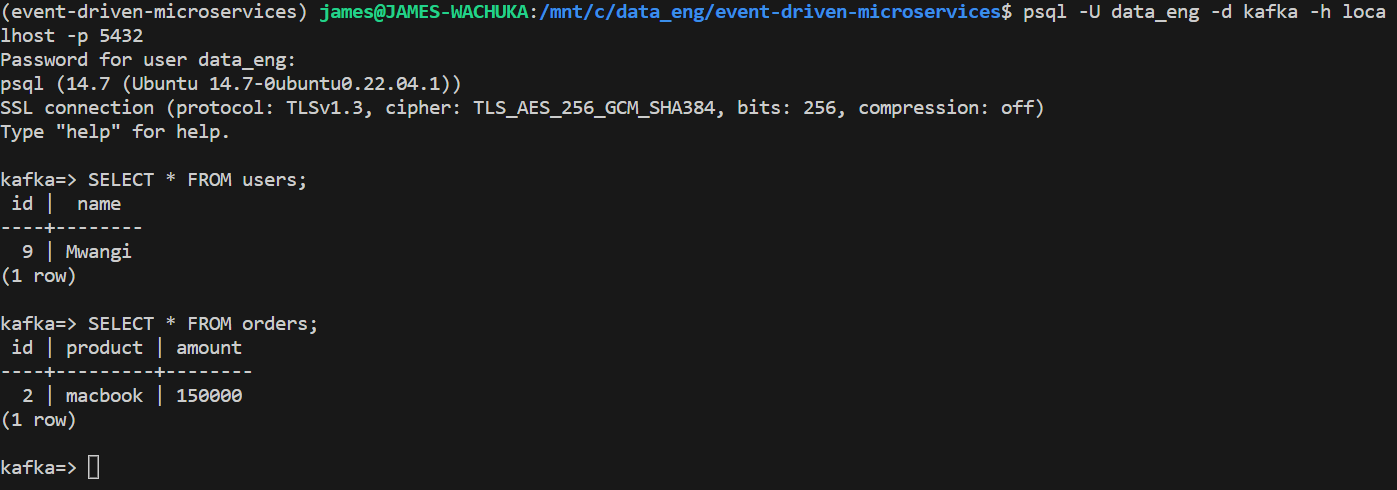 (event-driven-microservices) james@JAMES-WACHUKA:/mnt/c/data_eng/event-driven-microservices$ psql -U data_eng -d kafka -h loca
lhost -p 5432
Password for user data_eng:
psql (14.7 (Ubuntu 14.7-0ubuntu0.22.04.1))
SSL connection (protocol: TLSv1.3, cipher: TLS_AES_256_GCM_SHA384, bits: 256, compression: off)
Type "help" for help.

kafka=> SELECT * FROM users;
 id |  name
----+--------
  9 | Mwangi
(1 row)

kafka=> SELECT * FROM orders;
 id | product | amount
----+---------+--------
  2 | macbook | 150000
(1 row)

kafka=>